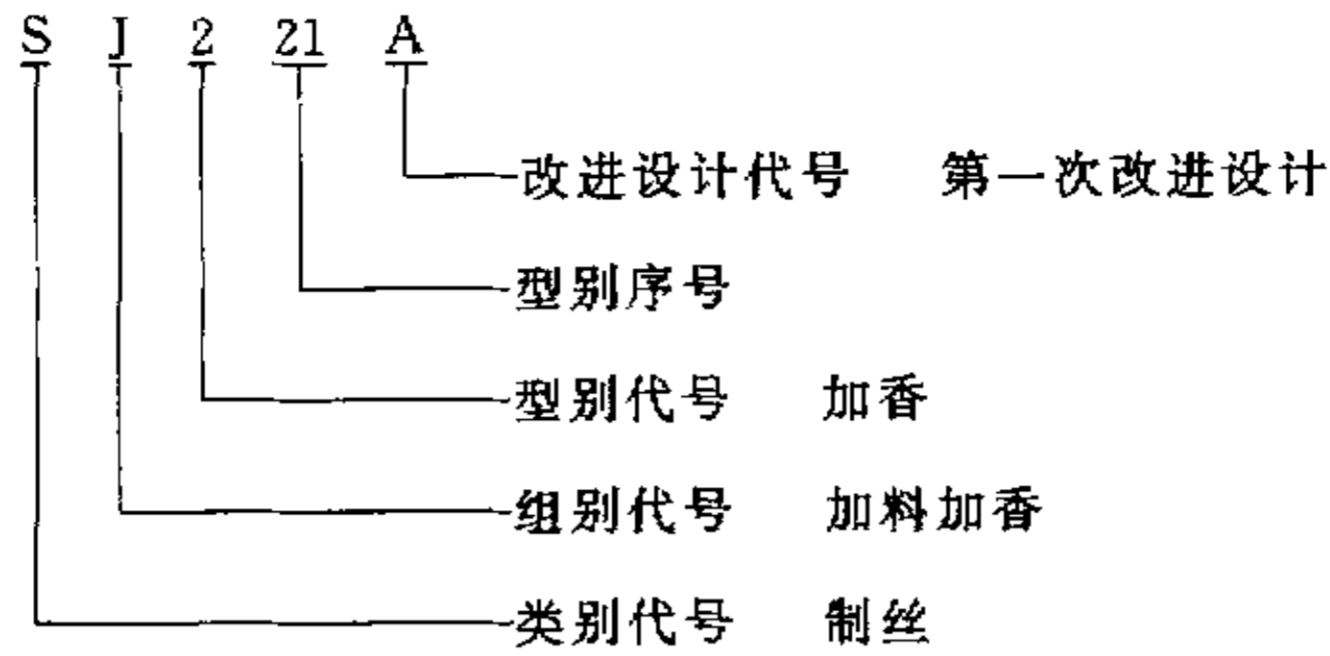 S J 2 21 A
改进设计代号 第一次改进设计
型别序号
型别代号 加香
组别代号 加料加香
类别代号 制丝